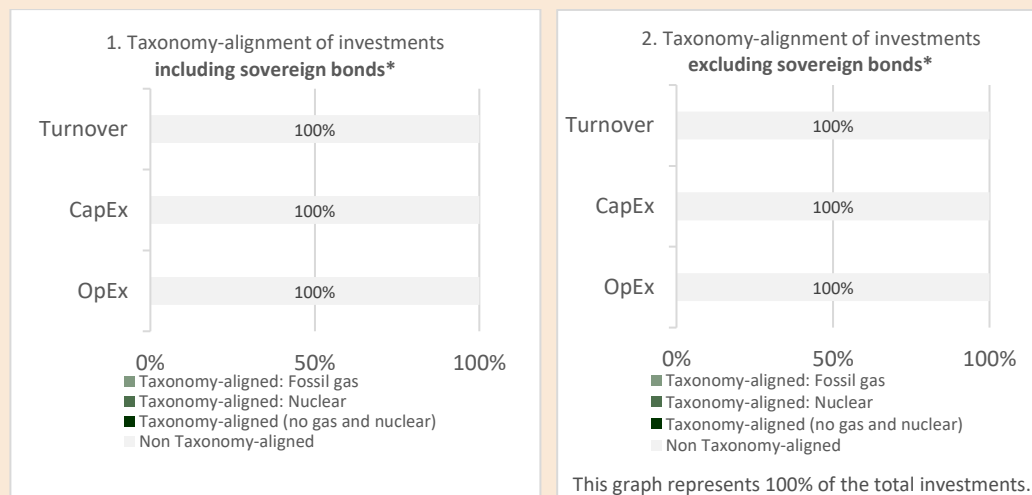 1. Taxonomy-alignment of investments
including sovereign bonds*
Turnover
100%
CapEx
100%
OpEx
100%
0% 50% 100%
Taxonomy-aligned: Fossil gas
Taxonomy-aligned: Nuclear
Taxonomy-aligned (no gas and nuclear)
Non Taxonomy-aligned
2. Taxonomy-alignment of investments
excluding sovereign bonds*
Turnover
100%
CapEx
100%
OpEx
100%
0% 50% 100%
Taxonomy-aligned: Fossil gas
Taxonomy-aligned: Nuclear
Taxonomy-aligned (no gas and nuclear)
Non Taxonomy-aligned
This graph represents 100% of the total investments.